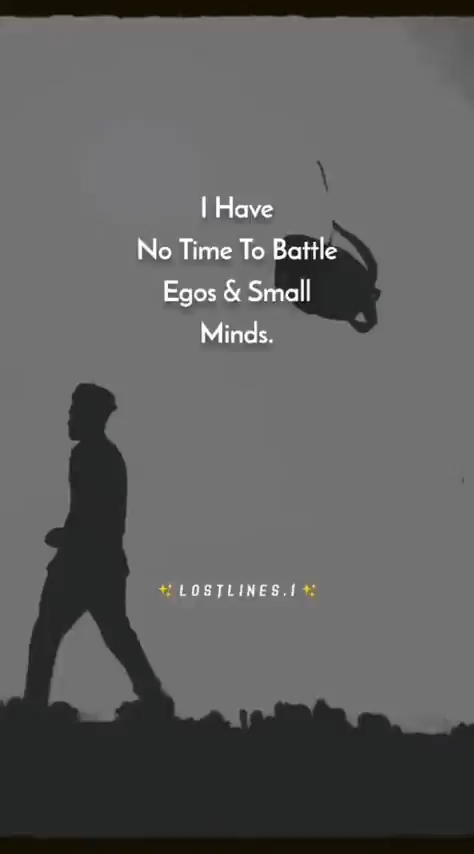 I Have
No Time To Battle
Egos & Small
Minds.
✨LOSTLINES.1✨